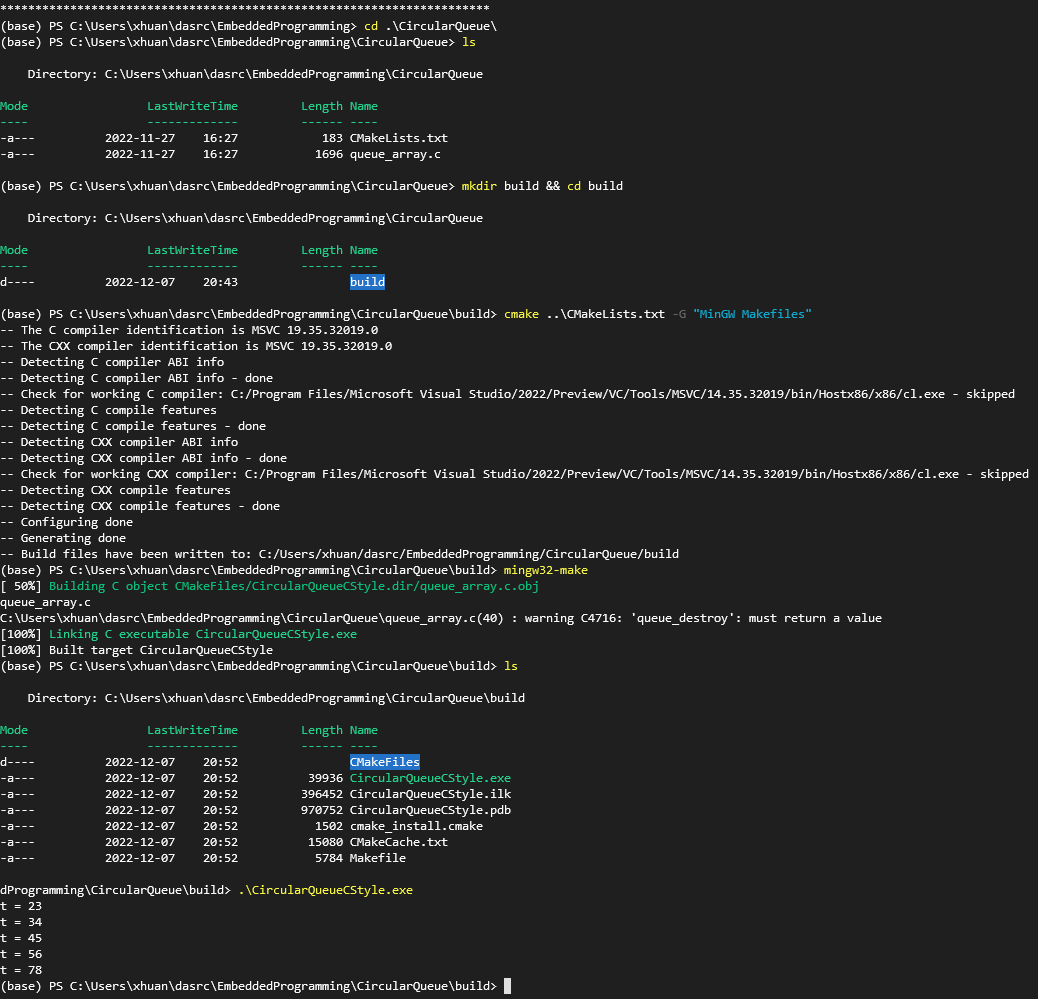 **********************************************************************
(base) PS C:\Users\xhuan\dasrc\EmbeddedProgramming> cd .\CircularQueue\
(base) PS C:\Users\xhuan\dasrc\EmbeddedProgramming\CircularQueue> ls
Directory: C:\Users\xhuan\dasrc\EmbeddedProgramming\CircularQueue
Mode                 LastWriteTime         Length Name
----                 -------------         ------ ----
-a---          2022-11-27    16:27            183 CMakeLists.txt
-a---          2022-11-27    16:27           1696 queue_array.c
(base) PS C:\Users\xhuan\dasrc\EmbeddedProgramming\CircularQueue> mkdir build && cd build
Directory: C:\Users\xhuan\dasrc\EmbeddedProgramming\CircularQueue
Mode                 LastWriteTime         Length Name
----                 -------------         ------ ----
d----          2022-12-07    20:43                build
(base) PS C:\Users\xhuan\dasrc\EmbeddedProgramming\CircularQueue\build> cmake ..\CMakeLists.txt -G "MinGW Makefiles"
-- The C compiler identification is MSVC 19.35.32019.0
-- The CXX compiler identification is MSVC 19.35.32019.0
-- Detecting C compiler ABI info
-- Detecting C compiler ABI info - done
-- Check for working C compiler: C:/Program Files/Microsoft Visual Studio/2022/Preview/VC/Tools/MSVC/14.35.32019/bin/Hostx86/x86/cl.exe - skipped
-- Detecting C compile features
-- Detecting C compile features - done
-- Detecting CXX compiler ABI info
-- Detecting CXX compiler ABI info - done
-- Check for working CXX compiler: C:/Program Files/Microsoft Visual Studio/2022/Preview/VC/Tools/MSVC/14.35.32019/bin/Hostx86/x86/cl.exe - skipped
-- Detecting CXX compile features
-- Detecting CXX compile features - done
-- Configuring done
-- Generating done
-- Build files have been written to: C:/Users/xhuan/dasrc/EmbeddedProgramming/CircularQueue/build
(base) PS C:\Users\xhuan\dasrc\EmbeddedProgramming\CircularQueue\build> mingw32-make
[ 50%] Building C object CMakeFiles/CircularQueueCStyle.dir/queue_array.c.obj
queue_array.c
C:\Users\xhuan\dasrc\EmbeddedProgramming\CircularQueue\queue_array.c(40) : warning C4716: 'queue_destroy': must return a value
[100%] Linking C executable CircularQueueCStyle.exe
[100%] Built target CircularQueueCStyle
(base) PS C:\Users\xhuan\dasrc\EmbeddedProgramming\CircularQueue\build> ls
Directory: C:\Users\xhuan\dasrc\EmbeddedProgramming\CircularQueue\build
Mode                 LastWriteTime         Length Name
----                 -------------         ------ ----
d----          2022-12-07    20:52                CMakeFiles
-a---          2022-12-07    20:52          39936 CircularQueueCStyle.exe
-a---          2022-12-07    20:52         396452 CircularQueueCStyle.ilk
-a---          2022-12-07    20:52         970752 CircularQueueCStyle.pdb
-a---          2022-12-07    20:52           1502 cmake_install.cmake
-a---          2022-12-07    20:52          15080 CMakeCache.txt
-a---          2022-12-07    20:52           5784 Makefile
dProgramming\CircularQueue\build> .\CircularQueueCStyle.exe
t = 23
t = 34
t = 45
t = 56
t = 78
(base) PS C:\Users\xhuan\dasrc\EmbeddedProgramming\CircularQueue\build>